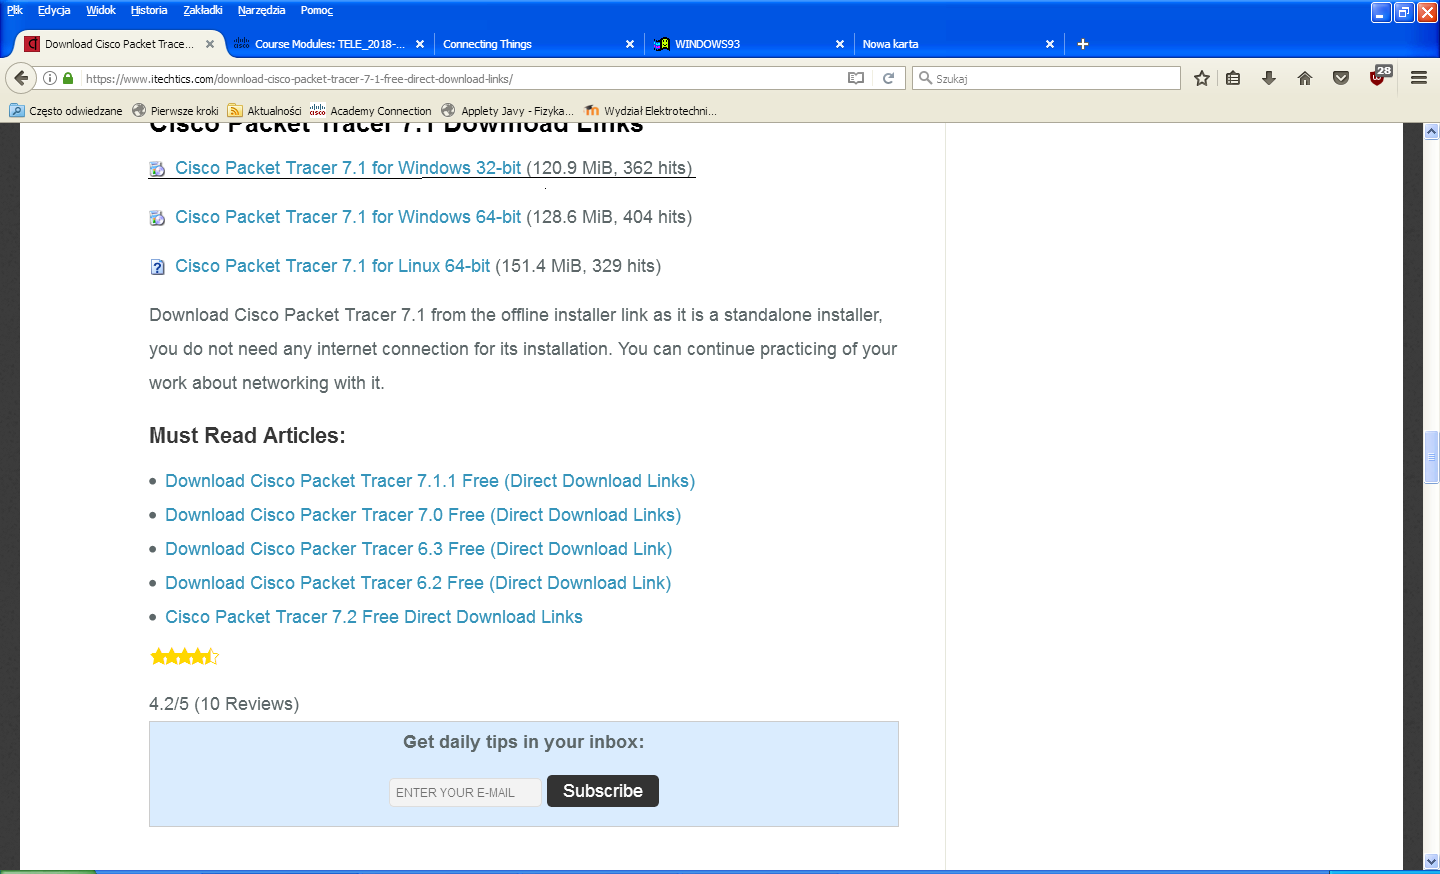 Plik Edycja Widok Historia Zakładki Narzędzia Pomoc
Download Cisco Packet Trace... Course Modules: TELE_2018-... Connecting Things WINDOWS93 Nowa karta
https://www.itechtics.com/download-cisco-packet-tracer-7-1-free-direct-download-links/ Szukaj 28
Często odwiedzane Pierwsze kroki Aktualności Academy Connection Applety Javy - Fizyka... Wydział Elektrotechni...
Cisco Packet Tracer 7.1 Download Links
Cisco Packet Tracer 7.1 for Windows 32-bit (120.9 MiB, 362 hits)
Cisco Packet Tracer 7.1 for Windows 64-bit (128.6 MiB, 404 hits)
Cisco Packet Tracer 7.1 for Linux 64-bit (151.4 MiB, 329 hits)
Download Cisco Packet Tracer 7.1 from the offline installer link as it is a standalone installer,
you do not need any internet connection for its installation. You can continue practicing of your
work about networking with it.
Must Read Articles:
Download Cisco Packet Tracer 7.1.1 Free (Direct Download Links)
Download Cisco Packer Tracer 7.0 Free (Direct Download Links)
Download Cisco Packer Tracer 6.3 Free (Direct Download Link)
Download Cisco Packet Tracer 6.2 Free (Direct Download Link)
Cisco Packet Tracer 7.2 Free Direct Download Links
4.2/5 (10 Reviews)
Get daily tips in your inbox:
ENTER YOUR E-MAIL Subscribe